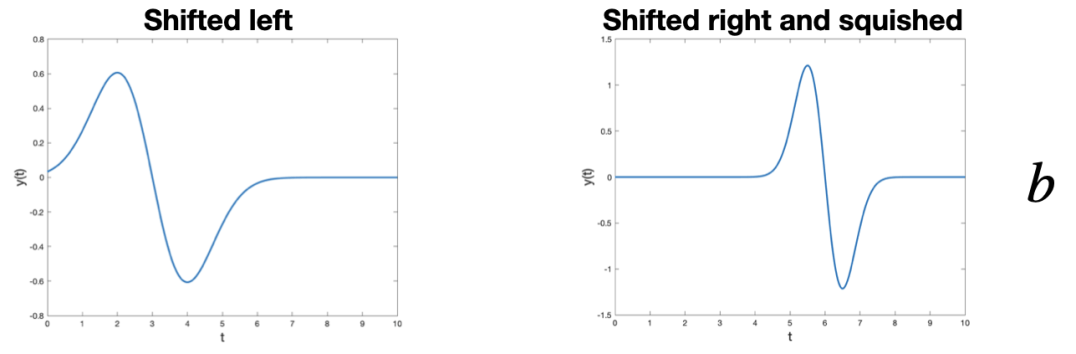 Shifted left
0.8
0.6
0.4
0.2
0
-0.2
-0.4
-0.6
-0.8
y(t)
0 1 2 3 4 5 6 7 8 9 10
t
Shifted right and squished
1.5
1
0.5
0
-0.5
-1
-1.5
y(t)
0 1 2 3 4 5 6 7 8 9 10
t
b